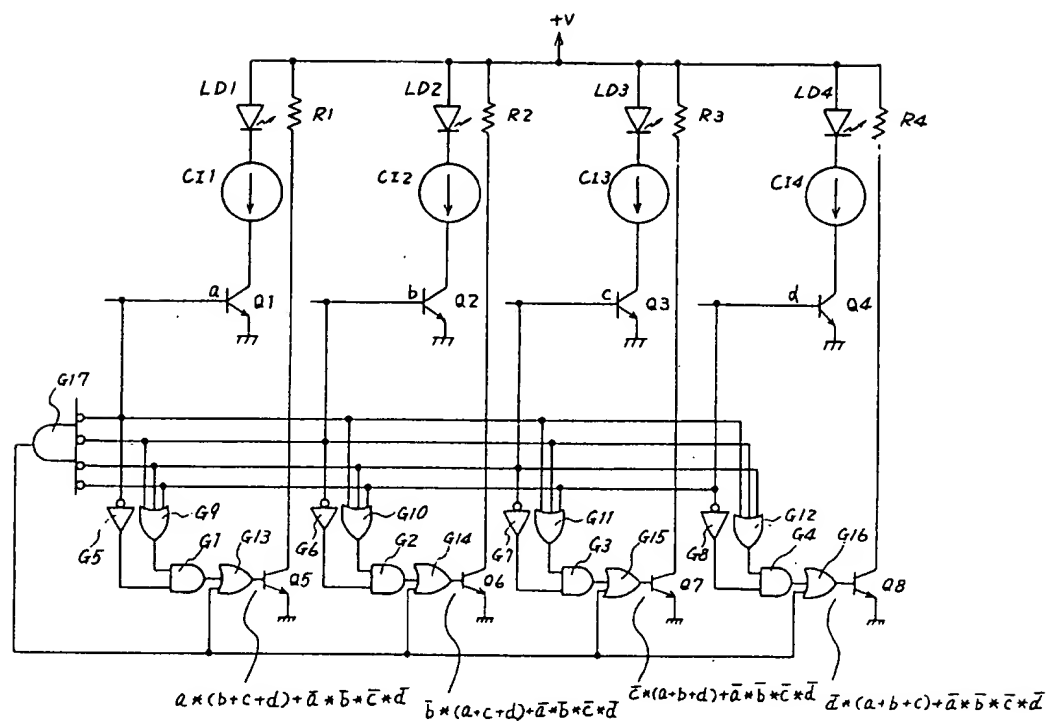 +V
LD1
R1
LD2
R2
LD3
R3
LD4
R4
CI1
CI2
CI3
CI4
a
Q1
b
Q2
c
Q3
d
Q4
G17
G5
G9
G1
G13
Q5
G6
G10
G2
G14
Q6
G7
G11
G3
G15
Q7
G8
G12
G4
G16
Q8
a*(b+c+d)+a̅*b̅*c̅*d̅
b̅*(a+c+d)+a̅*b̅*c̅*d̅
c̅*(a+b+d)+a̅*b̅*c̅*d̅
d̅*(a+b+c)+a̅*b̅*c̅*d̅